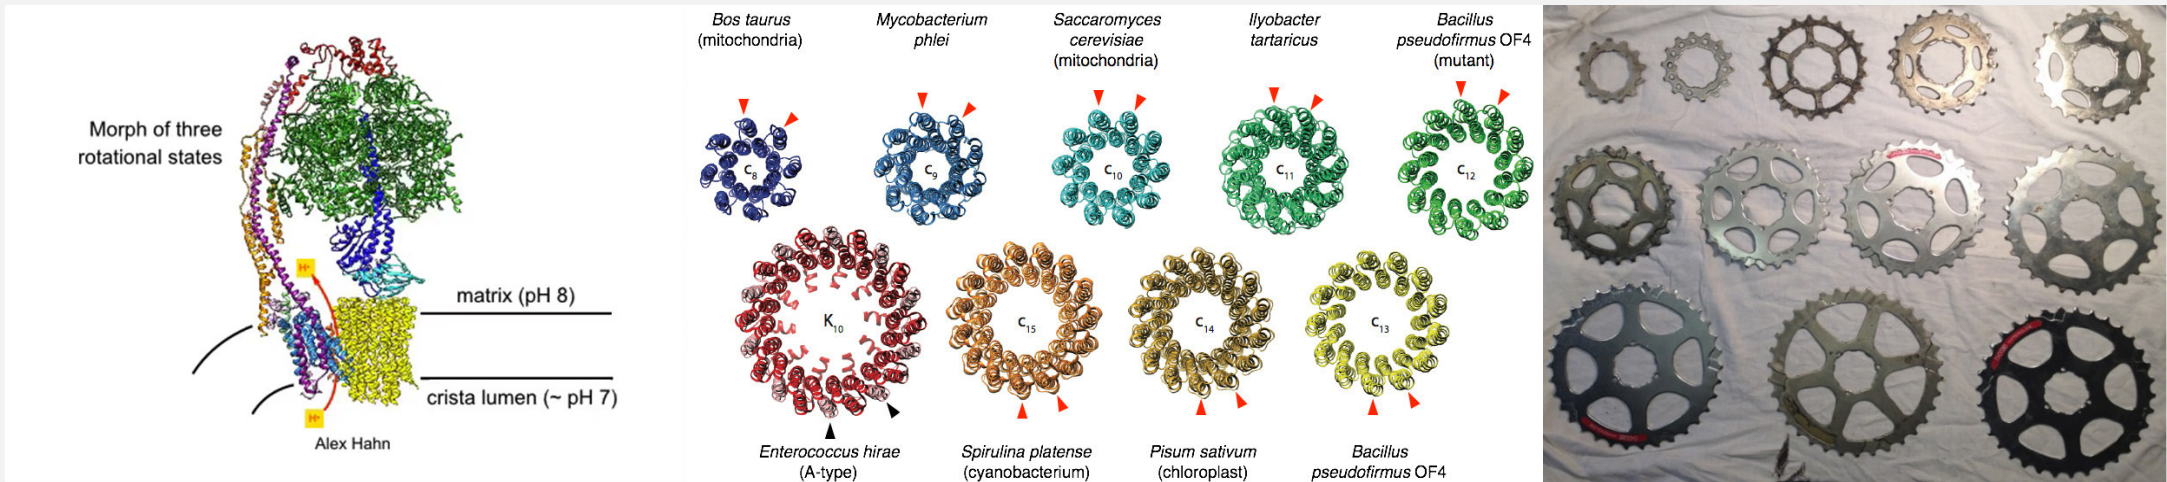 Morph of three
rotational states
H+
matrix (pH 8)
crista lumen (~ pH 7)
H+
Alex Hahn
Bos taurus
(mitochondria)
Mycobacterium
phlei
Saccaromyces
cerevisiae
(mitochondria)
Ilyobacter
tartaricus
Bacillus
pseudofirmus OF4
(mutant)
c8
c9
c10
c11
c12
K10
c15
c14
c13
Enterococcus hirae
(A-type)
Spirulina platense
(cyanobacterium)
Pisum sativum
(chloroplast)
Bacillus
pseudofirmus OF4